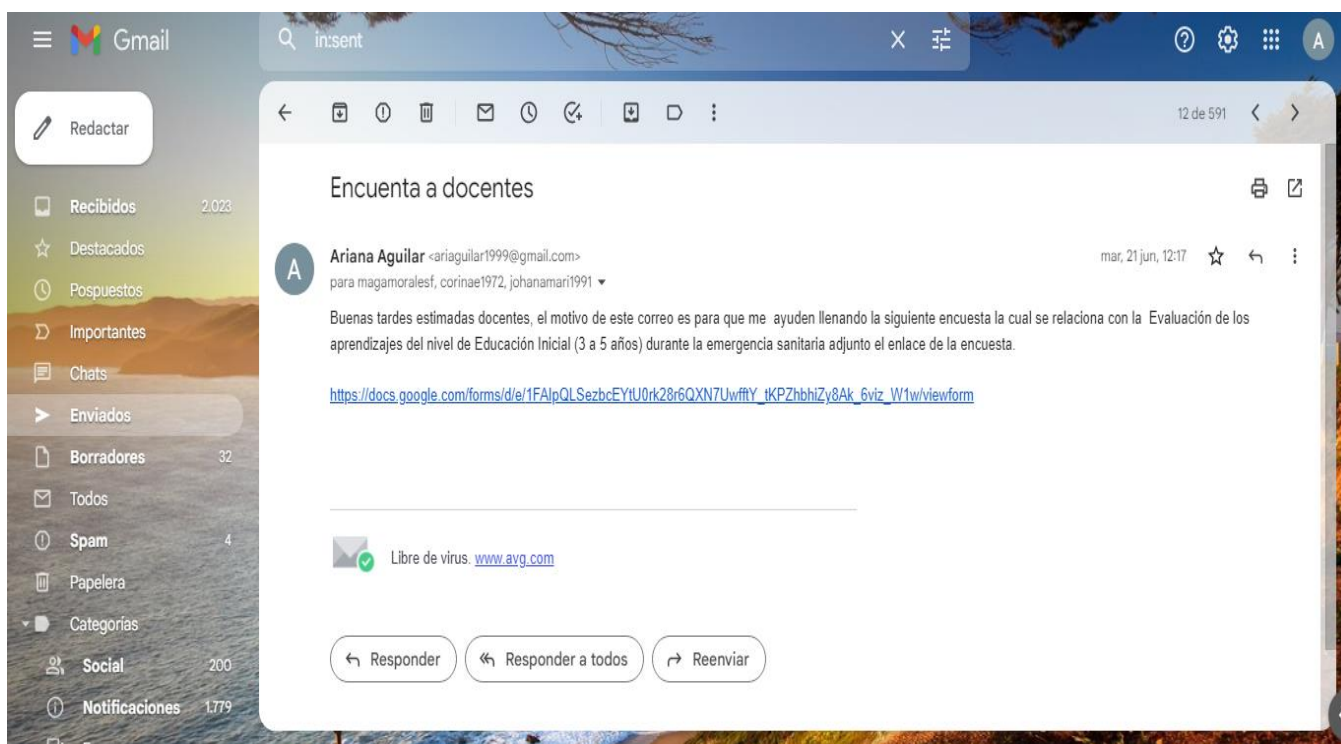 Gmail
in:sent
A
Redactar
12 de 591
Recibidos 2.023
Destacados
Pospuestos
Importantes
Chats
Enviados
Borradores 32
Todos
Spam 4
Papelera
Categorías
Social 200
Notificaciones 1.779
Encuenta a docentes
A
Ariana Aguilar <ariaguilar1999@gmail.com>
mar, 21 jun, 12:17
para magamoralesf, corinae1972, johanamari1991
Buenas tardes estimadas docentes, el motivo de este correo es para que me ayuden llenando la siguiente encuesta la cual se relaciona con la Evaluación de los
aprendizajes del nivel de Educación Inicial (3 a 5 años) durante la emergencia sanitaria adjunto el enlace de la encuesta.
https://docs.google.com/forms/d/e/1FAIpQLSezbcEYtU0rk28r6QXN7UwfftY_tKPZhbhiZy8Ak_6viz_W1w/viewform
Libre de virus. www.avg.com
Responder
Responder a todos
Reenviar